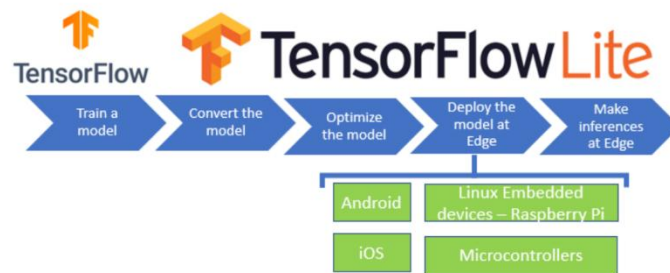 TensorFlow
TensorFlow Lite
Train a
model
Convert the
model
Optimize
the model
Deploy the
model at
Edge
Make
inferences
at Edge
Android
Linux Embedded
devices – Raspberry Pi
iOS
Microcontrollers